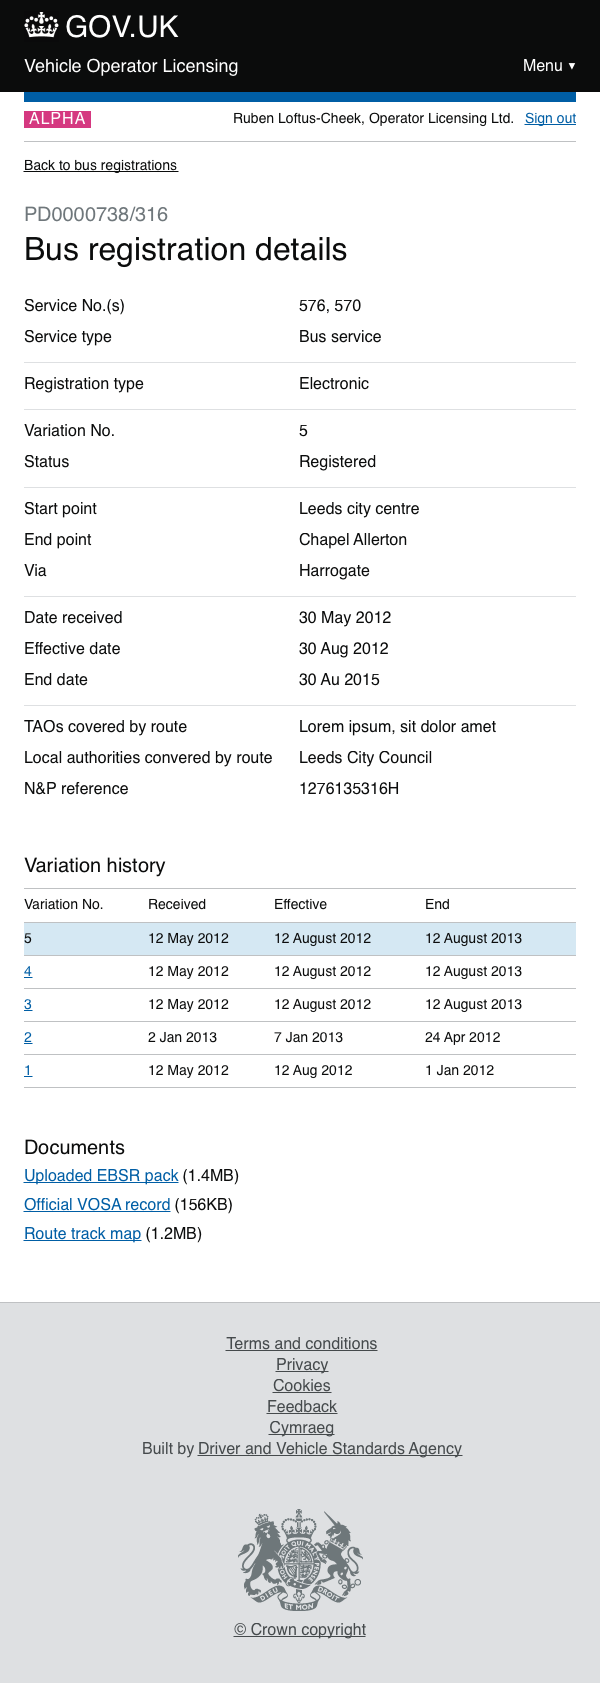 GOV.UK
Vehicle Operator Licensing Menu ▼
ALPHA Ruben Loftus-Cheek, Operator Licensing Ltd. Sign out
Back to bus registrations
PD0000738/316
Bus registration details
Service No.(s) 576, 570
Service type Bus service
Registration type Electronic
Variation No. 5
Status Registered
Start point Leeds city centre
End point Chapel Allerton
Via Harrogate
Date received 30 May 2012
Effective date 30 Aug 2012
End date 30 Au 2015
TAOs covered by route Lorem ipsum, sit dolor amet
Local authorities convered by route Leeds City Council
N&P reference 1276135316H
Variation history
Variation No. Received Effective End
5 12 May 2012 12 August 2012 12 August 2013
4 12 May 2012 12 August 2012 12 August 2013
3 12 May 2012 12 August 2012 12 August 2013
2 2 Jan 2013 7 Jan 2013 24 Apr 2012
1 12 May 2012 12 Aug 2012 1 Jan 2012
Documents
Uploaded EBSR pack (1.4MB)
Official VOSA record (156KB)
Route track map (1.2MB)
Terms and conditions
Privacy
Cookies
Feedback
Cymraeg
Built by Driver and Vehicle Standards Agency
DIEU ET MON DROIT
© Crown copyright